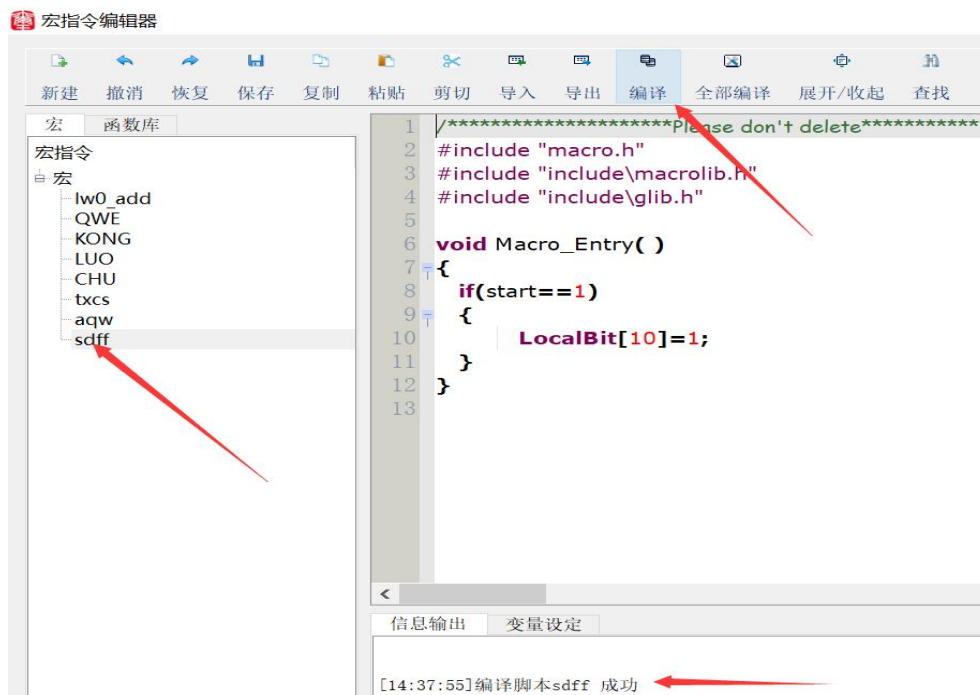 宏指令编辑器
新建 撤消 恢复 保存 复制 粘贴 剪切 导入 导出 编译 全部编译 展开/收起 查找
宏 函数库
宏指令
宏
lw0_add
QWE
KONG
LUO
CHU
txcs
aqw
sdff
1 /**********************Please don't delete***********
2 #include "macro.h"
3 #include "include\macrolib.h"
4 #include "include\glib.h"
5
6 void Macro_Entry( )
7 {
8 if(start==1)
9 {
10 LocalBit[10]=1;
11 }
12 }
13
信息输出 变量设定
[14:37:55]编译脚本sdff 成功